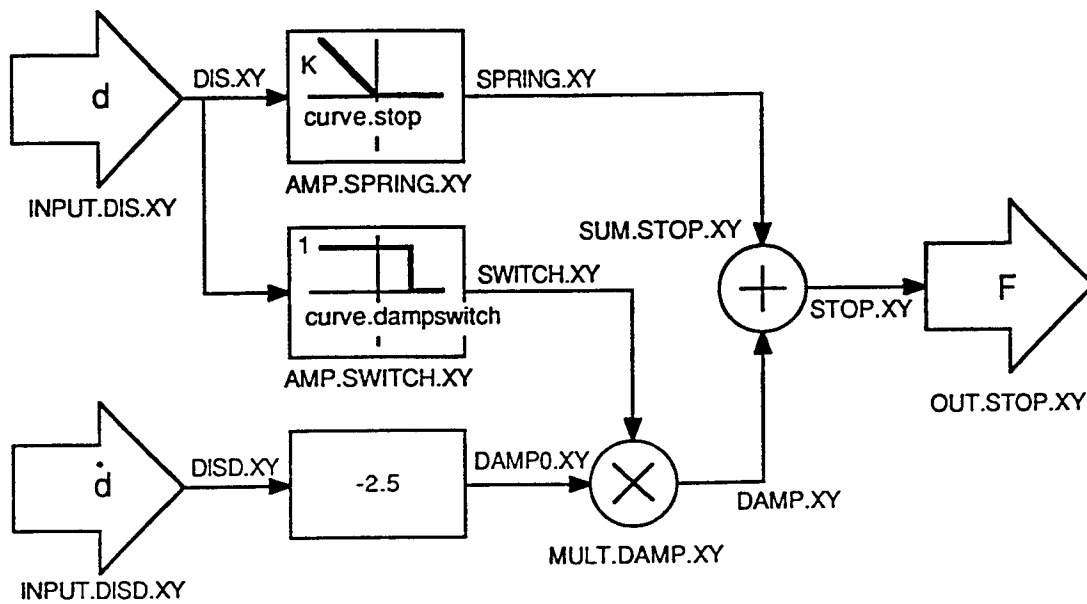 d
DIS.XY
INPUT.DIS.XY
K
curve.stop
AMP.SPRING.XY
SPRING.XY
1
curve.dampswitch
AMP.SWITCH.XY
SWITCH.XY
SUM.STOP.XY
+
STOP.XY
F
OUT.STOP.XY
ḋ
DISD.XY
INPUT.DISD.XY
-2.5
DAMP0.XY
×
MULT.DAMP.XY
DAMP.XY